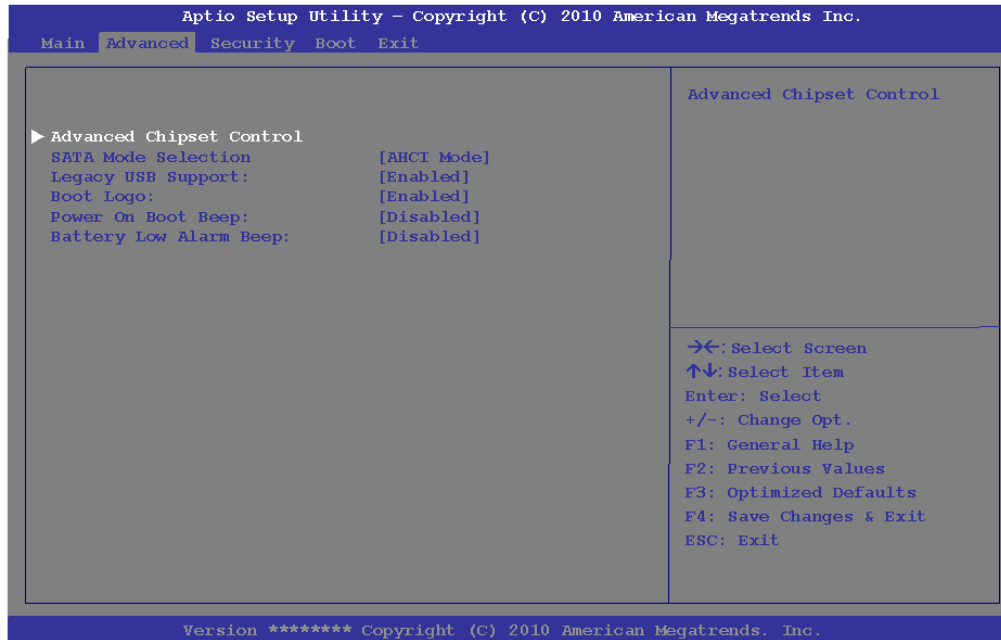 Aptio Setup Utility – Copyright (C) 2010 American Megatrends Inc.
Main Advanced Security Boot Exit
Advanced Chipset Control
SATA Mode Selection [AHCI Mode]
Legacy USB Support: [Enabled]
Boot Logo: [Enabled]
Power On Boot Beep: [Disabled]
Battery Low Alarm Beep: [Disabled]
Advanced Chipset Control
→←: Select Screen
↑↓: Select Item
Enter: Select
+/-: Change Opt.
F1: General Help
F2: Previous Values
F3: Optimized Defaults
F4: Save Changes & Exit
ESC: Exit
Version ******** Copyright (C) 2010 American Megatrends. Inc.